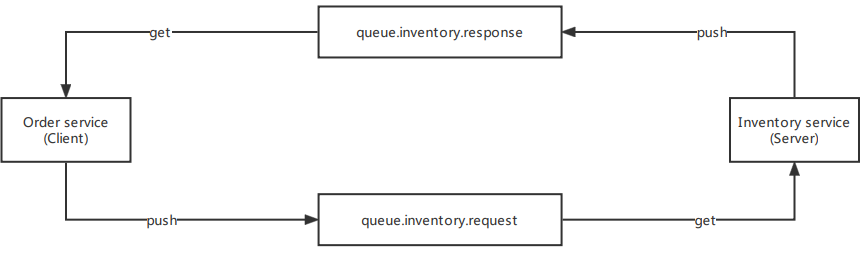 queue.inventory.response
get
push
Order service
(Client)
Inventory service
(Server)
push
queue.inventory.request
get